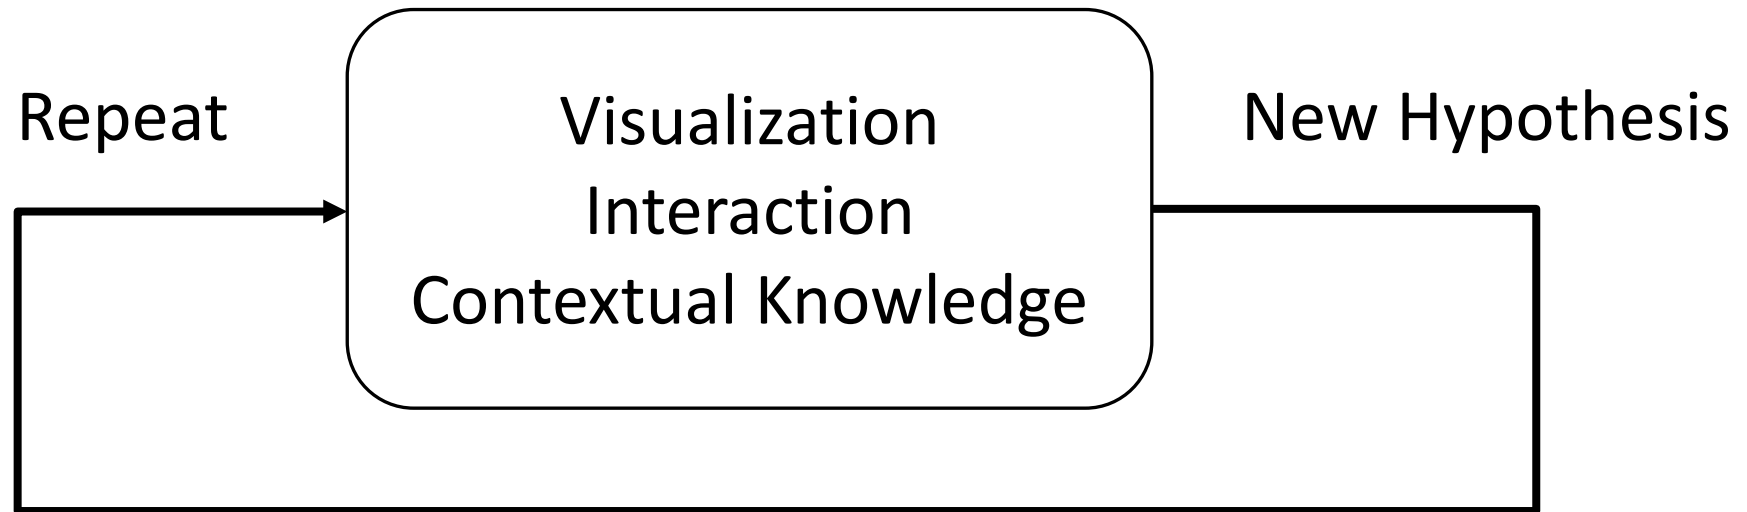 Repeat
Visualization
Interaction
Contextual Knowledge
New Hypothesis